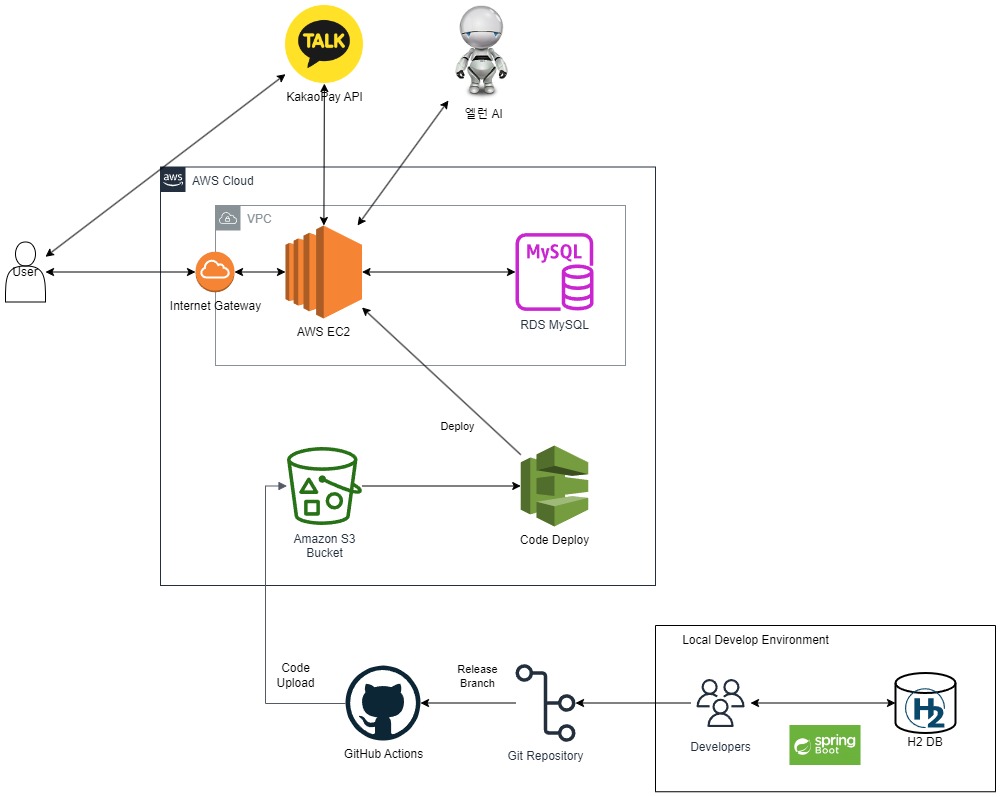 TALK
KakaoPay API
엘런 AI
aws
AWS Cloud
VPC
User
Internet Gateway
AWS EC2
MySQL
RDS MySQL
Deploy
Amazon S3
Bucket
Code Deploy
Local Develop Environment
Code
Upload
Release
Branch
GitHub Actions
Git Repository
Developers
spring
Boot
H2
H2 DB